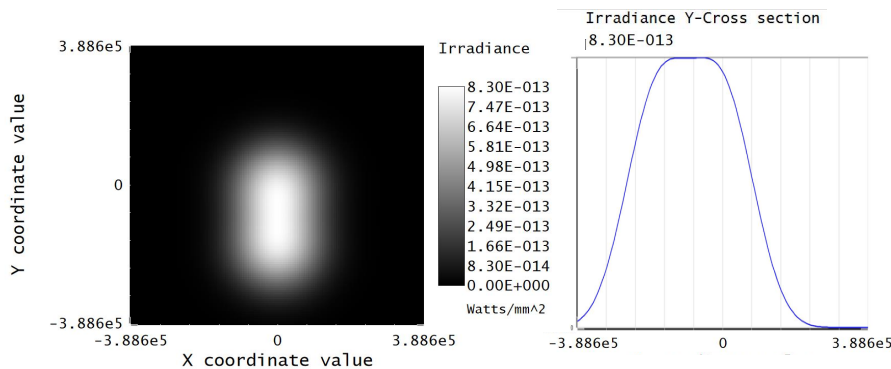 3.886e5
0
-3.886e5
Y coordinate value
-3.886e5
0
3.886e5
X coordinate value
Irradiance
8.30E-013
7.47E-013
6.64E-013
5.81E-013
4.98E-013
4.15E-013
3.32E-013
2.49E-013
1.66E-013
8.30E-014
0.00E+000
Watts/mm^2
Irradiance Y-Cross section
8.30E-013
-3.886e5
0
3.886e5